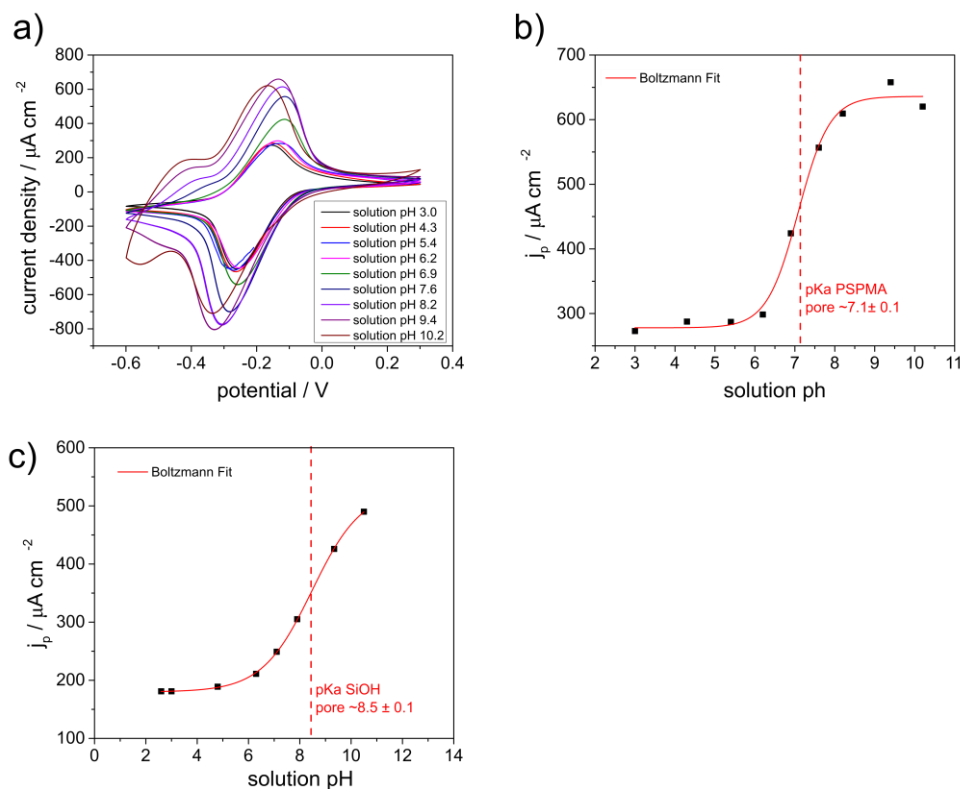 a)
800
600
400
200
0
-200
-400
-600
-800
current density / µA cm -2
-0.6
-0.4
-0.2
0.0
0.2
0.4
potential / V
solution pH 3.0
solution pH 4.3
solution pH 5.4
solution pH 6.2
solution pH 6.9
solution pH 7.6
solution pH 8.2
solution pH 9.4
solution pH 10.2
b)
700
600
500
400
300
jp / µA cm -2
Boltzmann Fit
pKa PSPMA
pore ~7.1± 0.1
2
3
4
5
6
7
8
9
10
11
solution ph
c)
600
500
400
300
200
100
jp / µA cm -2
Boltzmann Fit
pKa SiOH
pore ~8.5 ± 0.1
0
2
4
6
8
10
12
14
solution pH